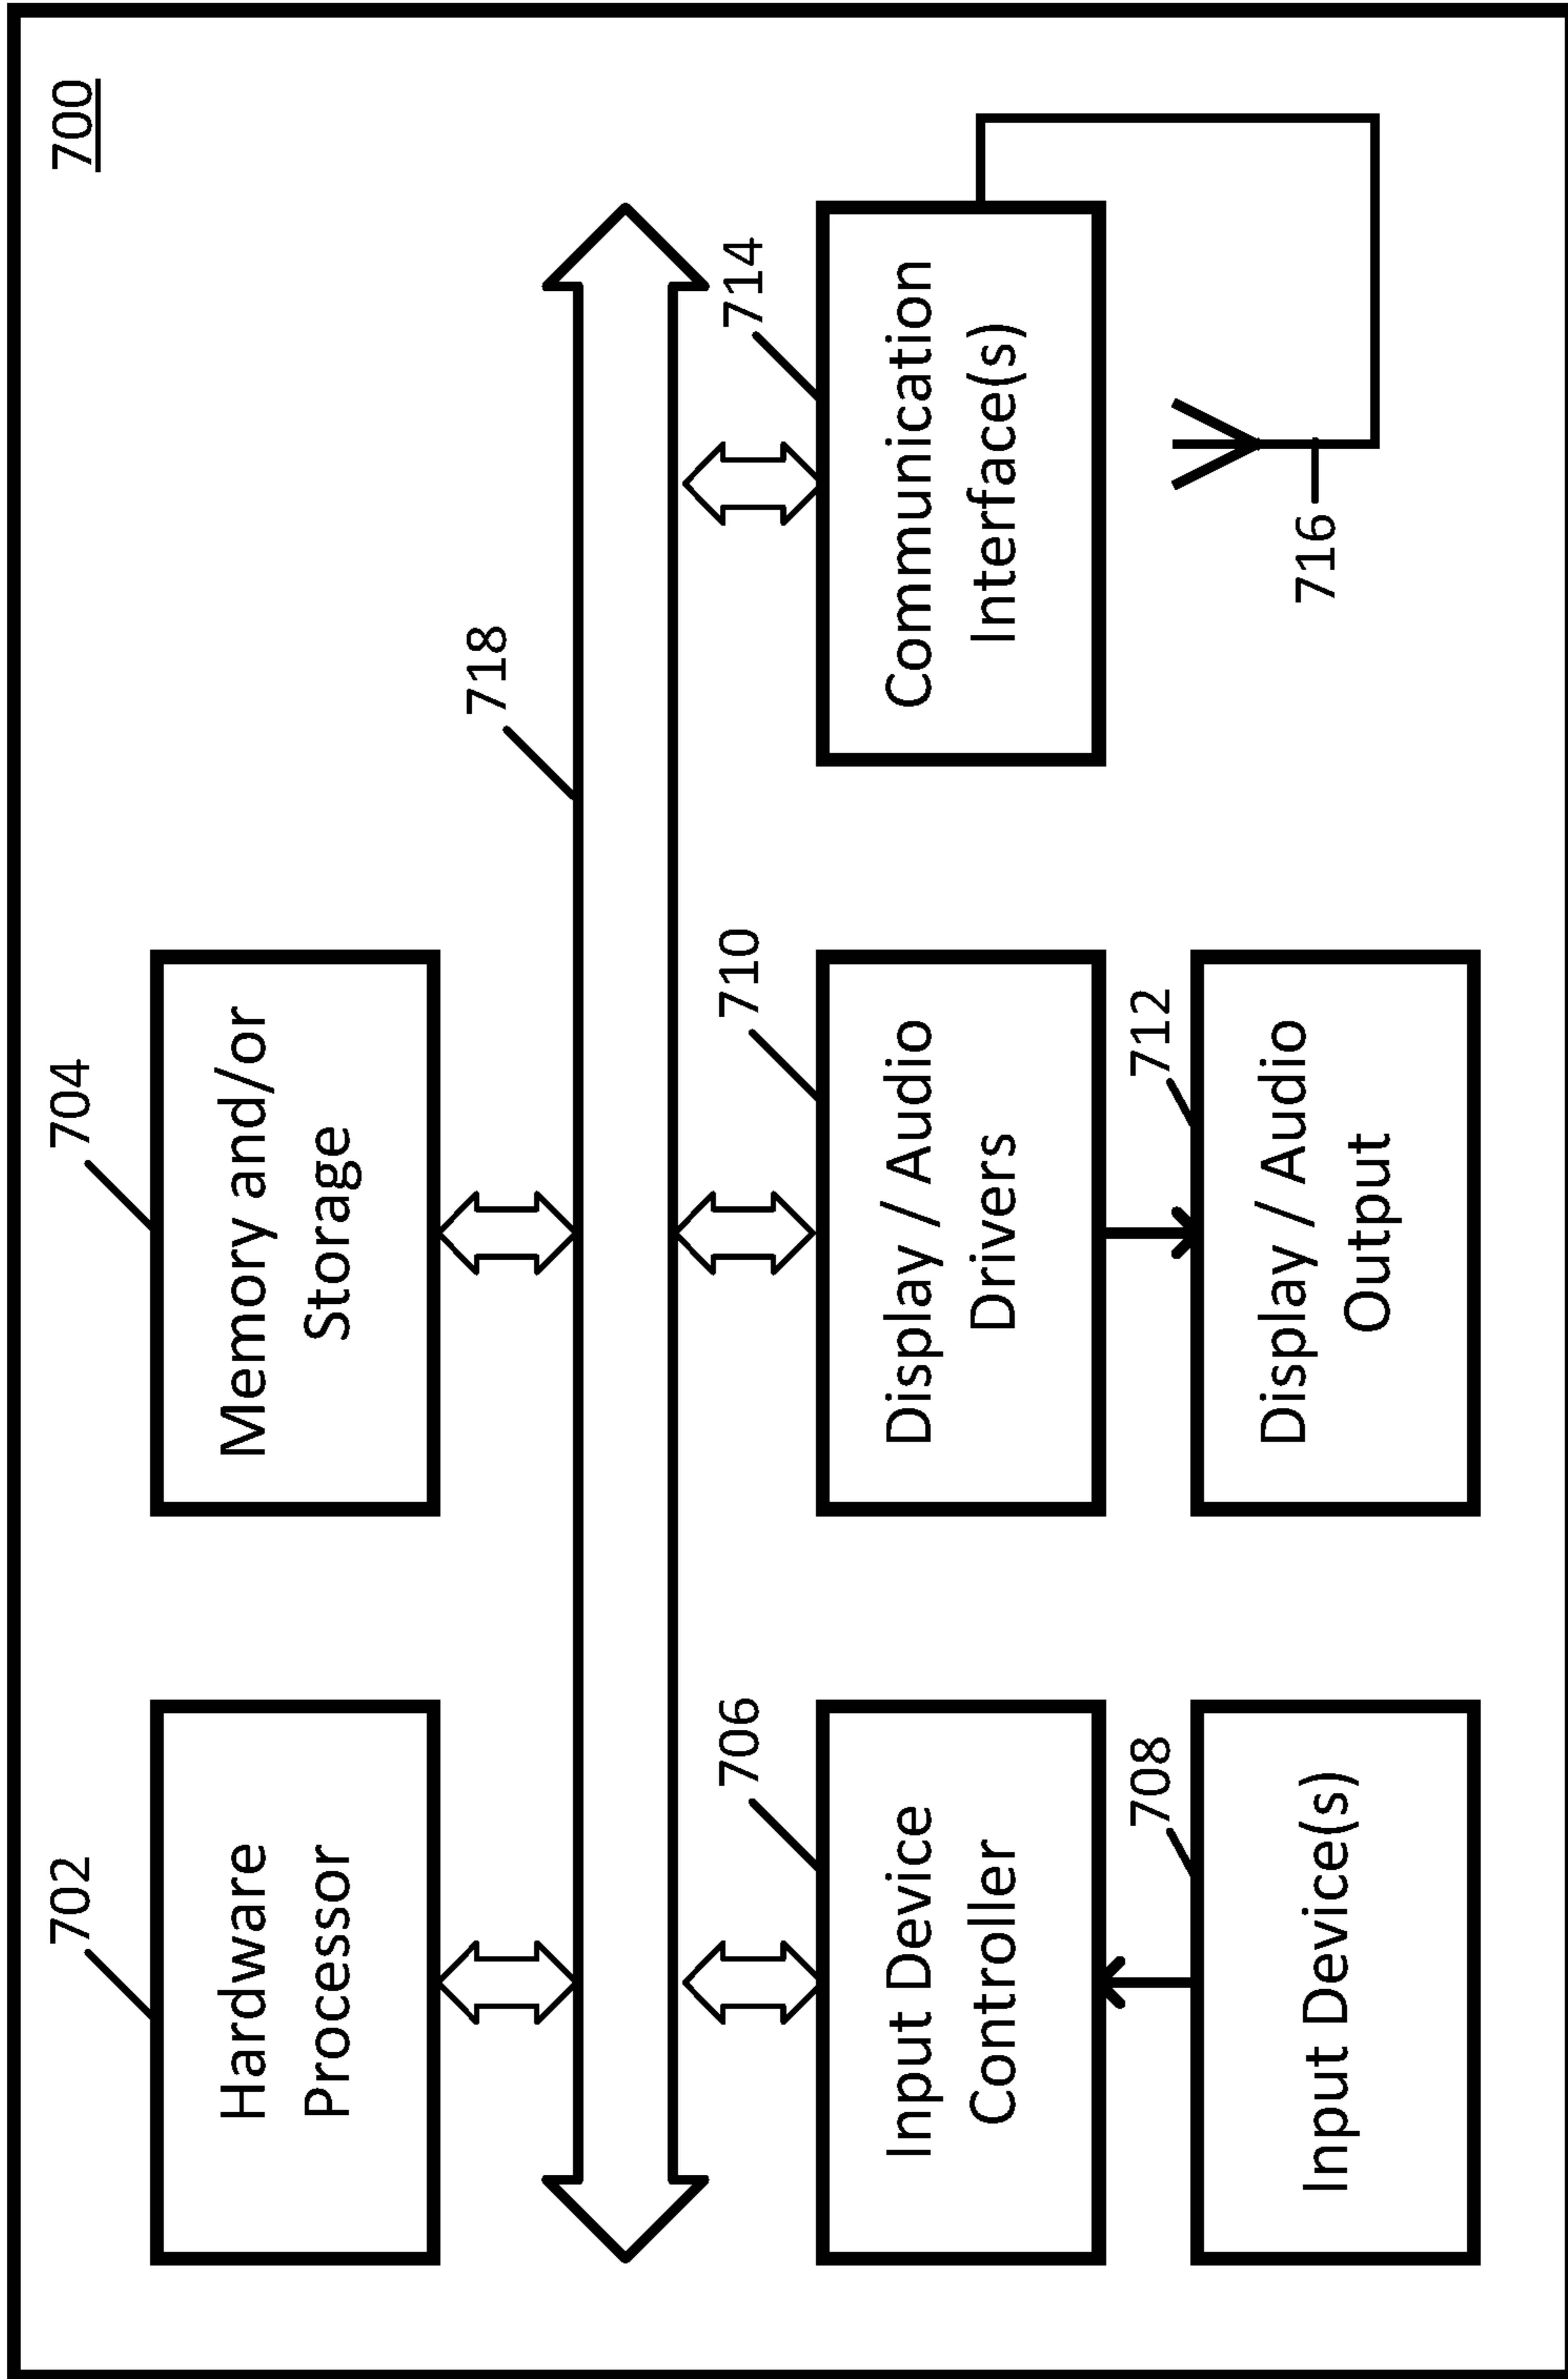 700
702
Hardware
Processor
704
Memory and/or
Storage
718
706
Input Device
Controller
710
Display / Audio
Drivers
714
Communication
Interface(s)
708
Input Device(s)
712
Display / Audio
Output
716